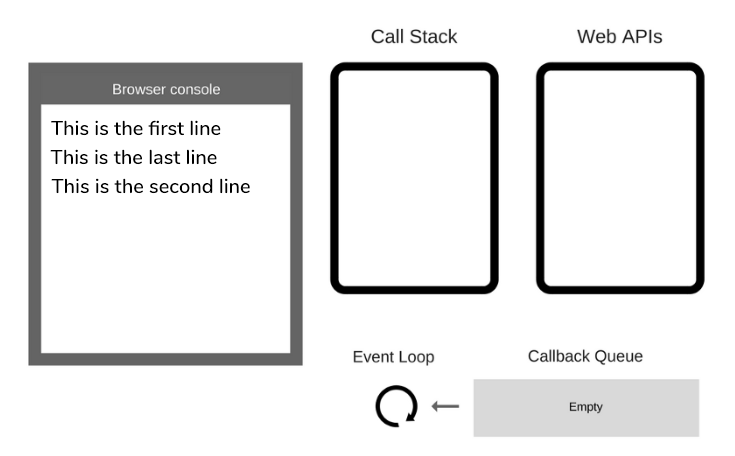 Call Stack
Web APIs
Browser console
This is the first line
This is the last line
This is the second line
Event Loop
Callback Queue
Empty